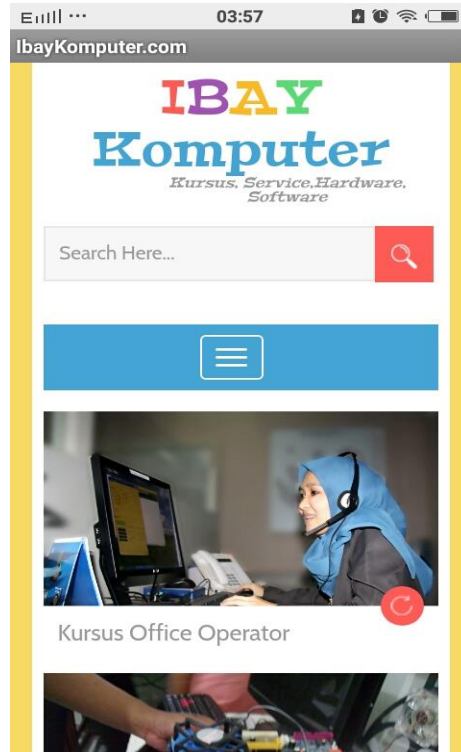 E
03:57
IbayKomputer.com
IBAY
Komputer
Kursus, Service,Hardware,
Software
Search Here...
Kursus Office Operator